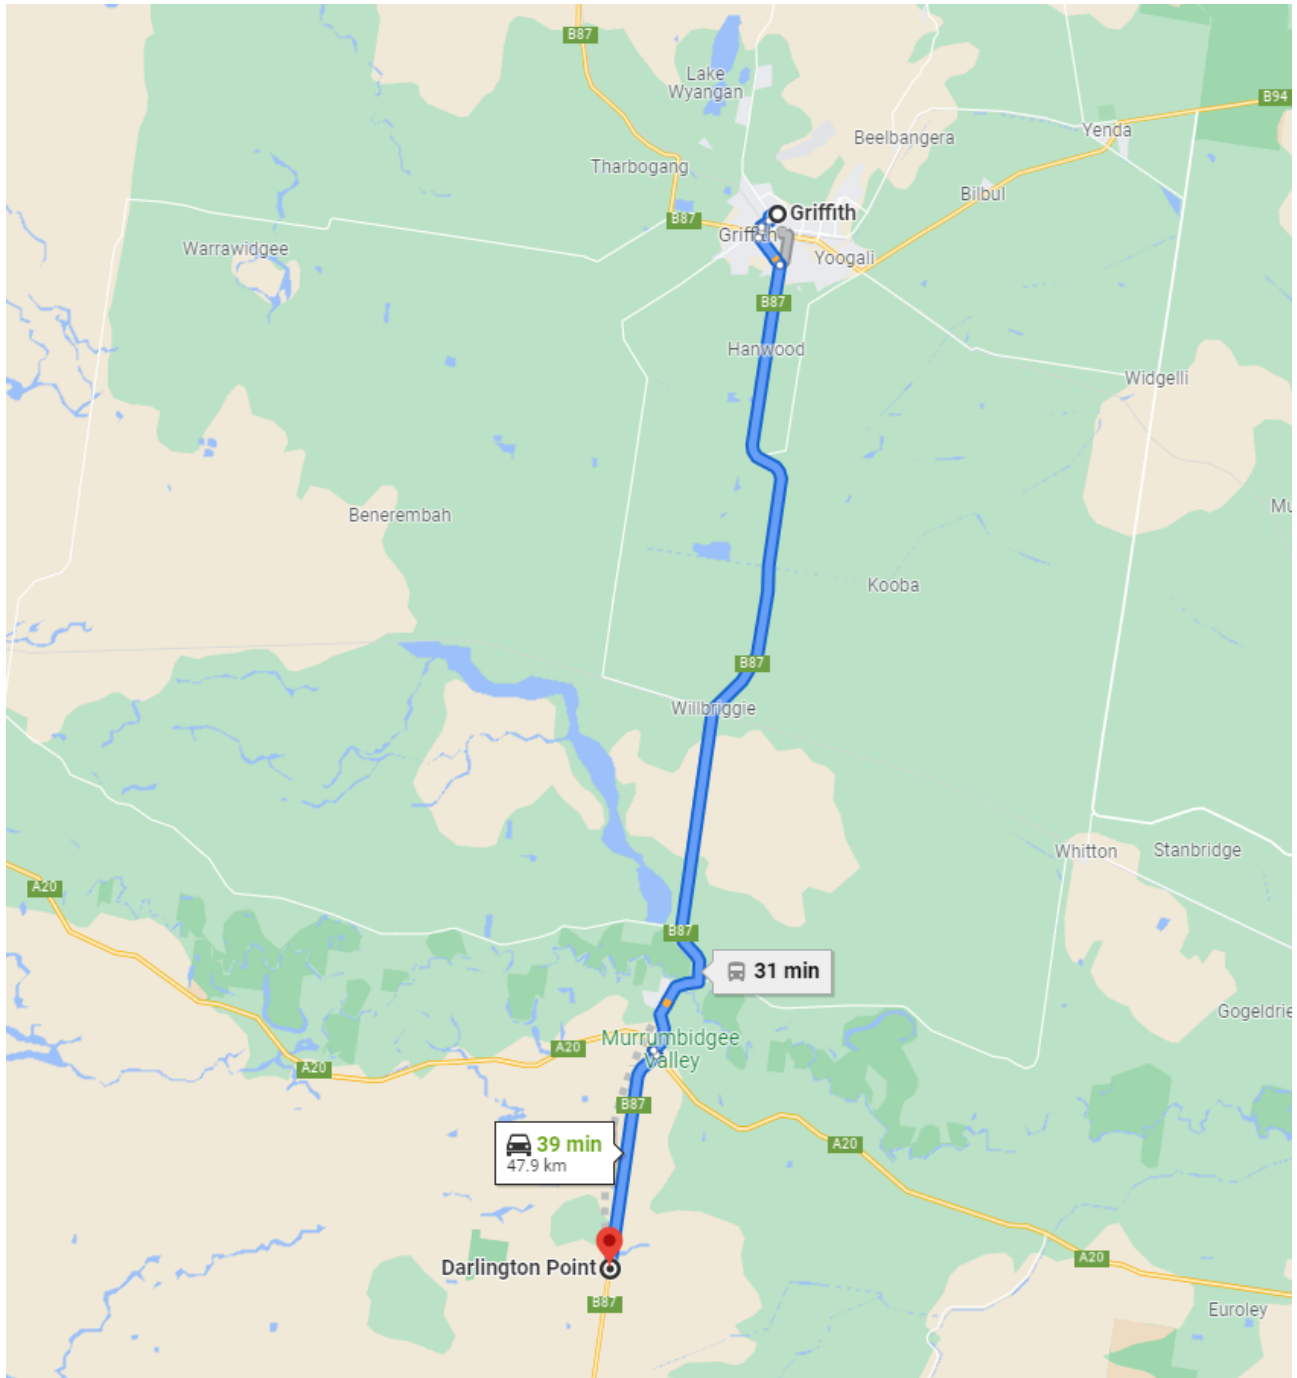 B87
Lake
Wyangan
B94
Yenda
Beelbangera
Tharbogang
Bilbul
B87
Griffith
Griffith
Warrawidgee
Yoogali
B87
Hanwood
Widgelli
Benerembah
Mu
Kooba
B87
Willbriggie
Whitton
Stanbridge
A20
B87
31 min
Gogeldrie
Murrumbidgee
Valley
A20
A20
B87
39 min
47.9 km
A20
Darlington Point
A20
B87
Euroley